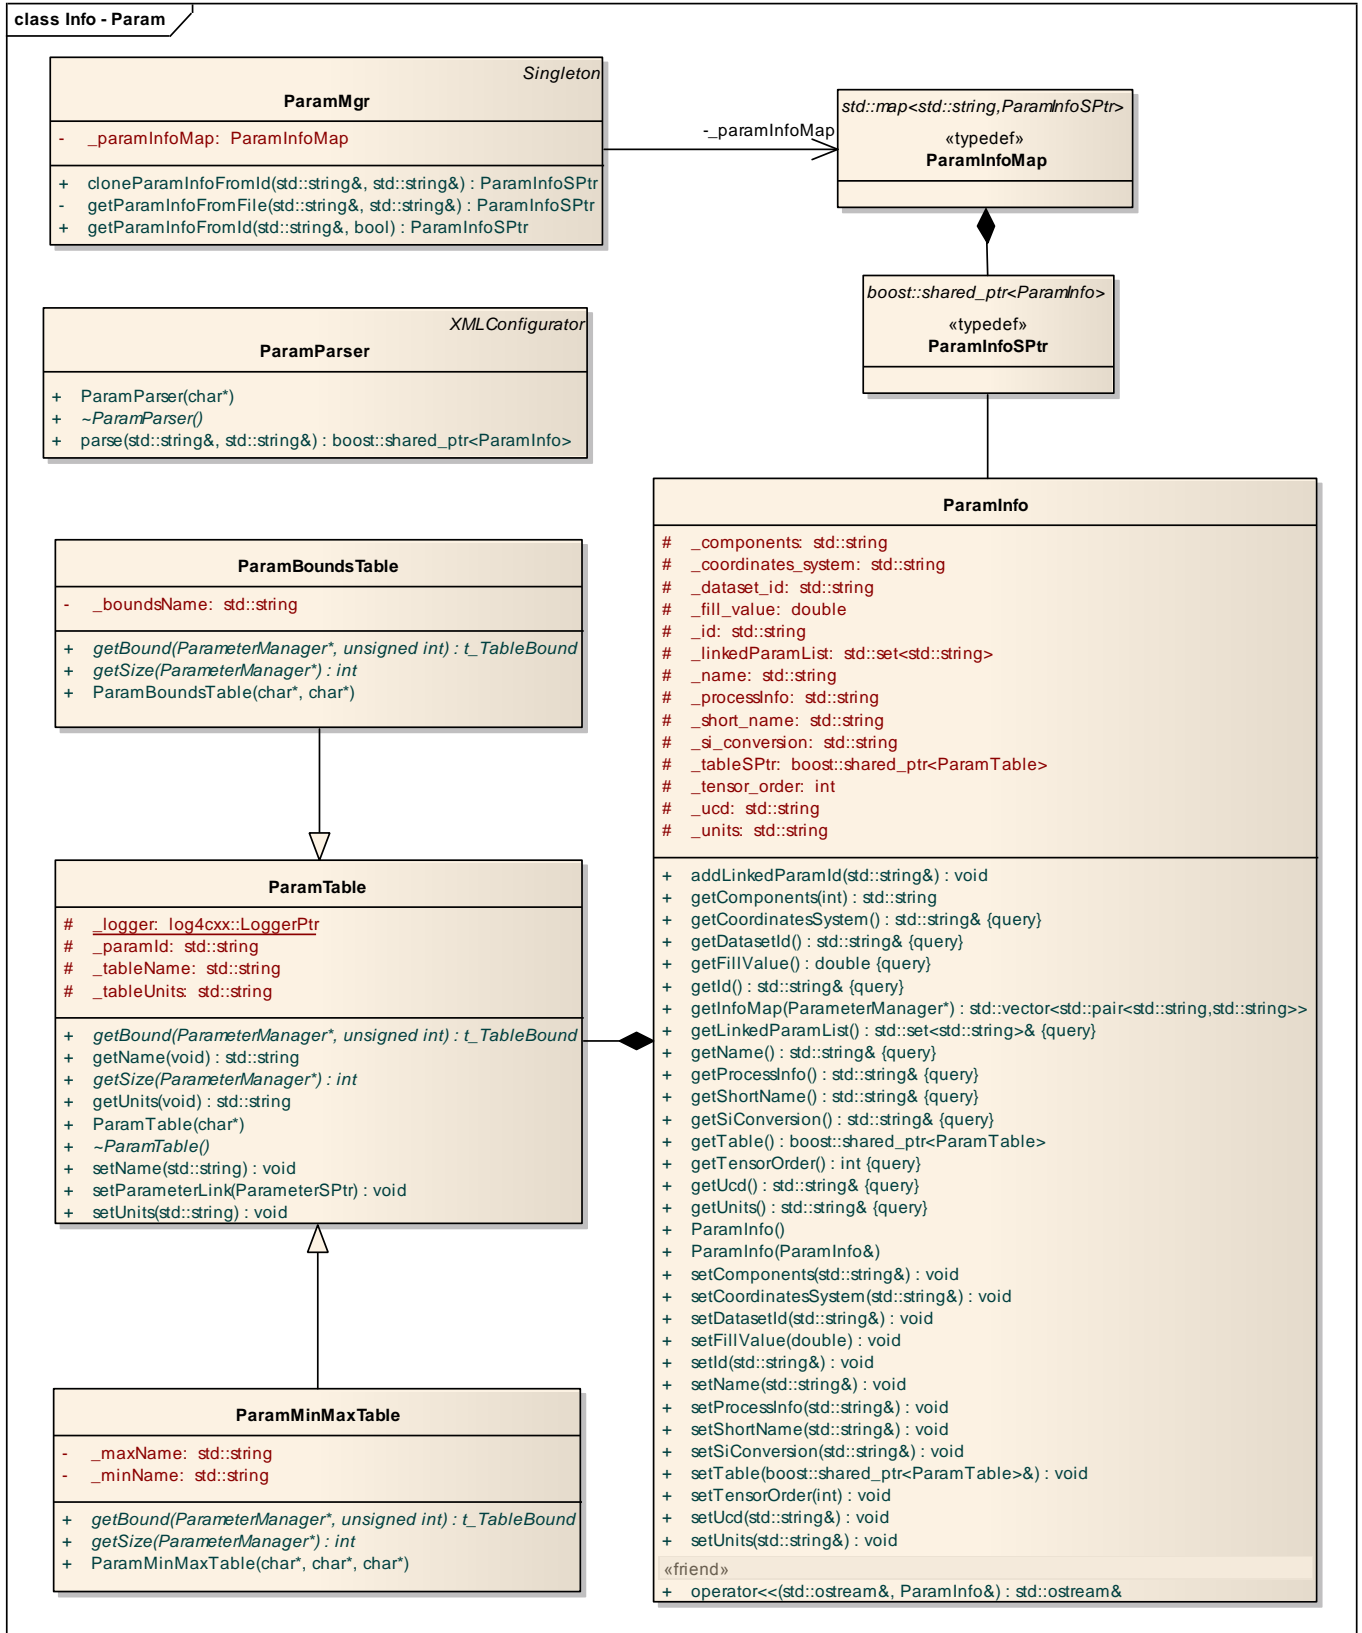 class Info - Param
Singleton
ParamMgr
- _paramInfoMap: ParamInfoMap
+ cloneParamInfoFromId(std::string&, std::string&) : ParamInfoSPtr
- getParamInfoFromFile(std::string&, std::string&) : ParamInfoSPtr
+ getParamInfoFromId(std::string&, bool) : ParamInfoSPtr
-_paramInfoMap
std::map<std::string,ParamInfoSPtr>
«typedef»
ParamInfoMap
boost::shared_ptr<ParamInfo>
«typedef»
ParamInfoSPtr
XMLConfigurator
ParamParser
+ ParamParser(char*)
+ ~ParamParser()
+ parse(std::string&, std::string&) : boost::shared_ptr<ParamInfo>
ParamBoundsTable
- _boundsName: std::string
+ getBound(ParameterManager*, unsigned int) : t_TableBound
+ getSize(ParameterManager*) : int
+ ParamBoundsTable(char*, char*)
ParamTable
# _logger: log4cxx::LoggerPtr
# _paramId: std::string
# _tableName: std::string
# _tableUnits: std::string
+ getBound(ParameterManager*, unsigned int) : t_TableBound
+ getName(void) : std::string
+ getSize(ParameterManager*) : int
+ getUnits(void) : std::string
+ ParamTable(char*)
+ ~ParamTable()
+ setName(std::string) : void
+ setParameterLink(ParameterSPtr) : void
+ setUnits(std::string) : void
ParamMinMaxTable
- _maxName: std::string
- _minName: std::string
+ getBound(ParameterManager*, unsigned int) : t_TableBound
+ getSize(ParameterManager*) : int
+ ParamMinMaxTable(char*, char*, char*)
ParamInfo
# _components: std::string
# _coordinates_system: std::string
# _dataset_id: std::string
# _fill_value: double
# _id: std::string
# _linkedParamList: std::set<std::string>
# _name: std::string
# _processInfo: std::string
# _short_name: std::string
# _si_conversion: std::string
# _tableSPtr: boost::shared_ptr<ParamTable>
# _tensor_order: int
# _ucd: std::string
# _units: std::string
+ addLinkedParamId(std::string&) : void
+ getComponents(int) : std::string
+ getCoordinatesSystem() : std::string& {query}
+ getDatasetId() : std::string& {query}
+ getFillValue() : double {query}
+ getId() : std::string& {query}
+ getInfoMap(ParameterManager*) : std::vector<std::pair<std::string,std::string>>
+ getLinkedParamList() : std::set<std::string>& {query}
+ getName() : std::string& {query}
+ getProcessInfo() : std::string& {query}
+ getShortName() : std::string& {query}
+ getSiConversion() : std::string& {query}
+ getTable() : boost::shared_ptr<ParamTable>
+ getTensorOrder() : int {query}
+ getUcd() : std::string& {query}
+ getUnits() : std::string& {query}
+ ParamInfo()
+ ParamInfo(ParamInfo&)
+ setComponents(std::string&) : void
+ setCoordinatesSystem(std::string&) : void
+ setDatasetId(std::string&) : void
+ setFillValue(double) : void
+ setId(std::string&) : void
+ setName(std::string&) : void
+ setProcessInfo(std::string&) : void
+ setShortName(std::string&) : void
+ setSiConversion(std::string&) : void
+ setTable(boost::shared_ptr<ParamTable>&) : void
+ setTensorOrder(int) : void
+ setUcd(std::string&) : void
+ setUnits(std::string&) : void
«friend»
+ operator<<(std::ostream&, ParamInfo&) : std::ostream&